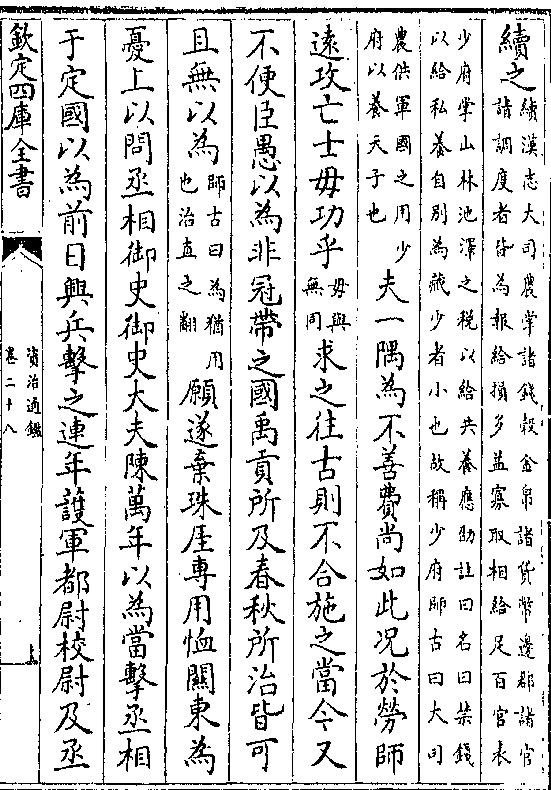 續之續漢志大司農掌諸錢穀金帛諸貨幣邊郡諸官請調度者皆為報給損多益寡取相給足百官表
少府掌山林池澤之税以給共養應劭註曰名曰禁錢以給私養自別為藏少者小也故稱少府師古曰大司
農供軍國之用少府以養天子也夫一隅為不善費尚如此况於勞師
遠攻亡士毋功乎毋與無同求之往古則不合施之當今又
不便臣愚以為非冠帶之國禹貢所及春秋所治皆可
且無以為師古曰為猶用也治直之翻願遂棄珠厓專用恤關東為
憂上以問丞相御史御史大夫陳萬年以為當擊丞相
于定國以為前日興兵擊之連年護軍都尉校尉及丞
欽定四庫全書
資治通鑑
卷二十八